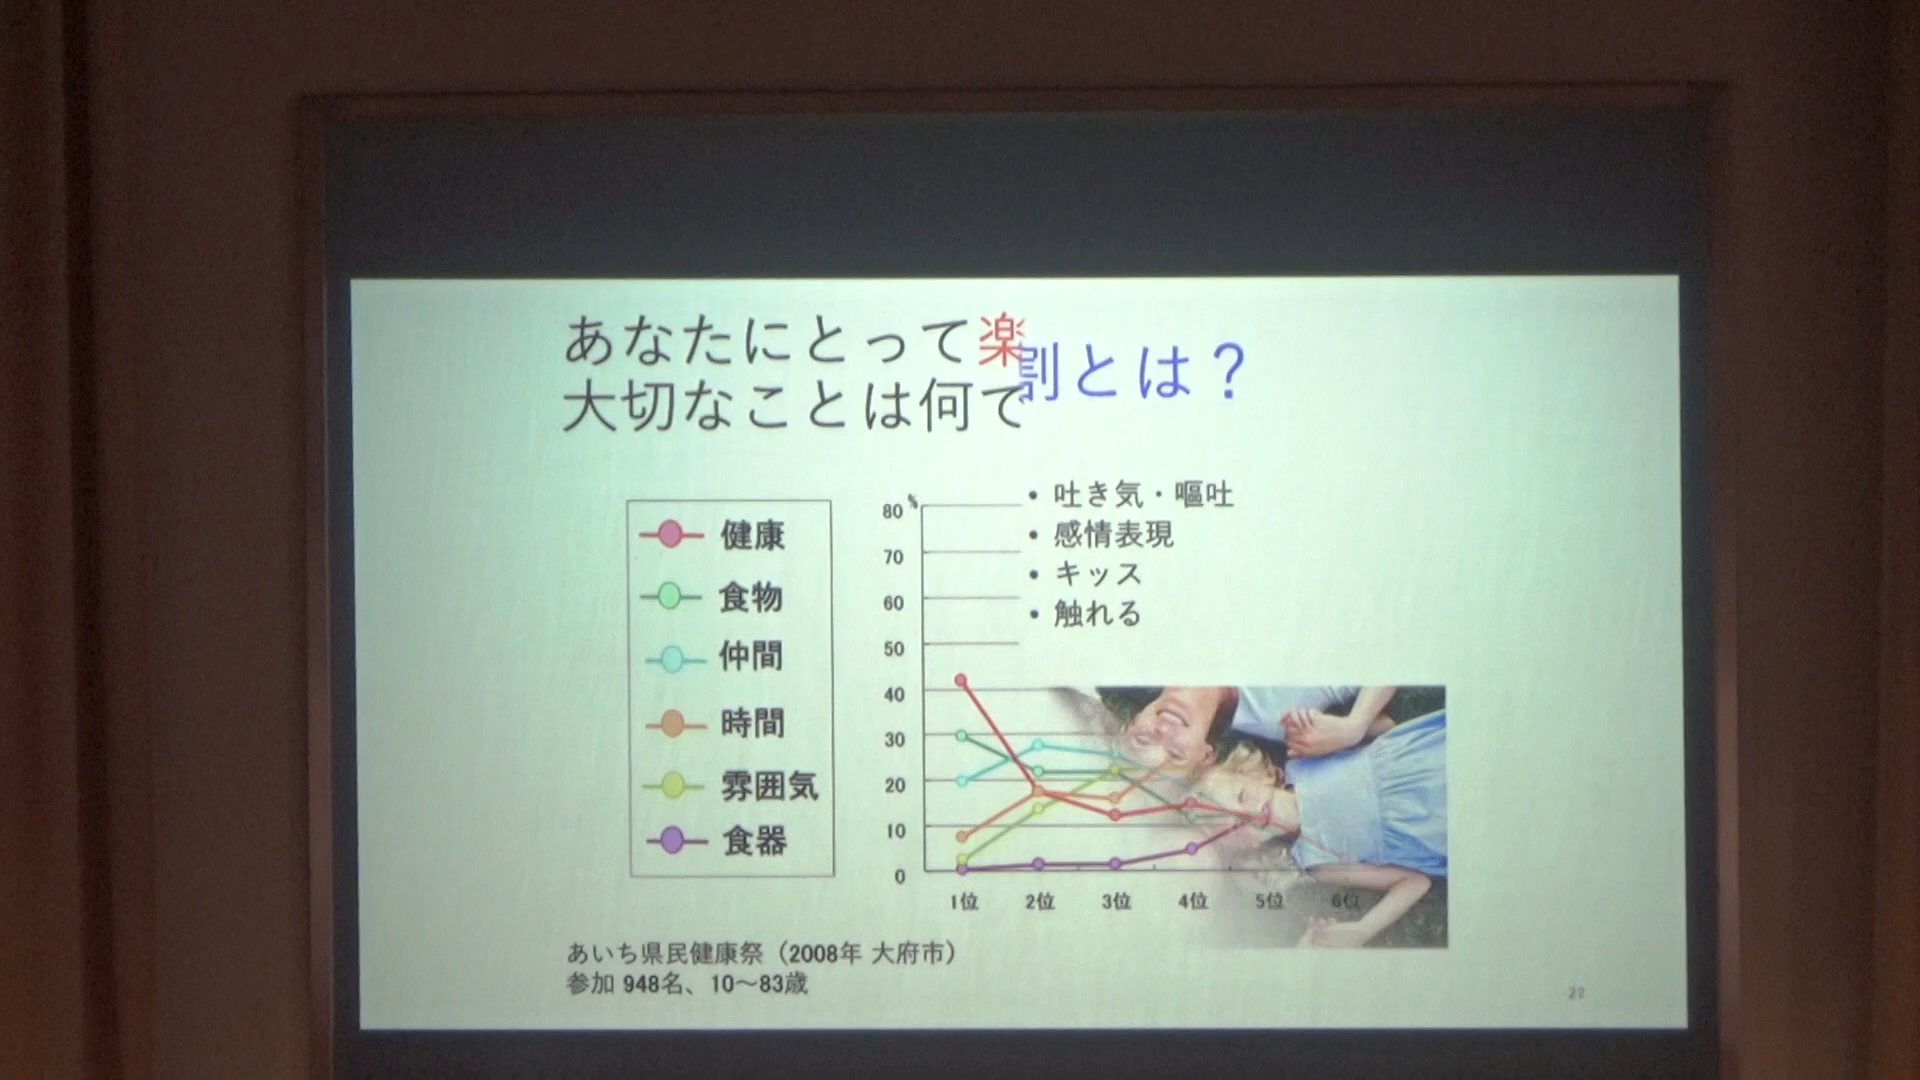 あなたにとって楽
大切なことは何で
割とは？
健康
食物
仲間
時間
雰囲気
食器
%
80
70
60
50
40
30
20
10
0
1位 2位 3位 4位 5位 6位
• 吐き気・嘔吐
• 感情表現
• キッス
• 触れる
あいち県民健康祭（2008年 大府市）
参加 948名、10～83歳